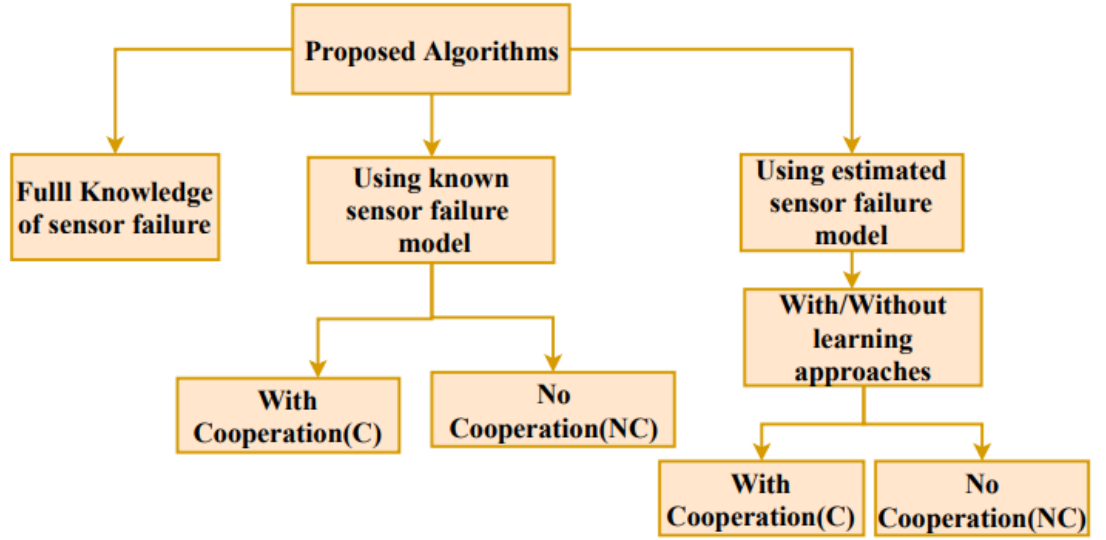 Proposed Algorithms
Fulll Knowledge
of sensor failure
Using known
sensor failure
model
Using estimated
sensor failure
model
With/Without
learning
approaches
With
Cooperation(C)
No
Cooperation(NC)
With
Cooperation(C)
No
Cooperation(NC)